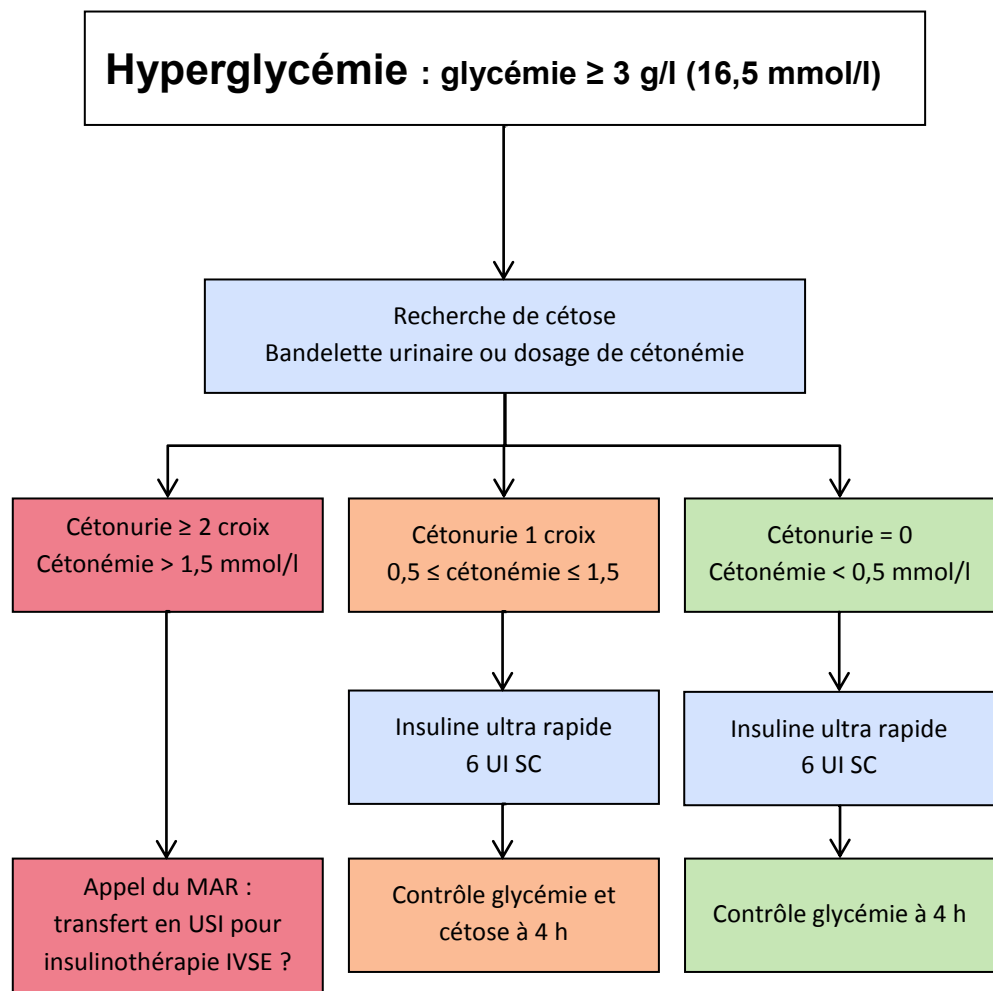 Hyperglycémie : glycémie ≥ 3 g/l (16,5 mmol/l)
Recherche de cétose
Bandelette urinaire ou dosage de cétonémie
Cétonurie ≥ 2 croix
Cétonémie > 1,5 mmol/l
Cétonurie 1 croix
0,5 ≤ cétonémie ≤ 1,5
Cétonurie = 0
Cétonémie < 0,5 mmol/l
Insuline ultra rapide
6 UI SC
Insuline ultra rapide
6 UI SC
Appel du MAR :
transfert en USI pour
insulinothérapie IVSE ?
Contrôle glycémie et
cétose à 4 h
Contrôle glycémie à 4 h